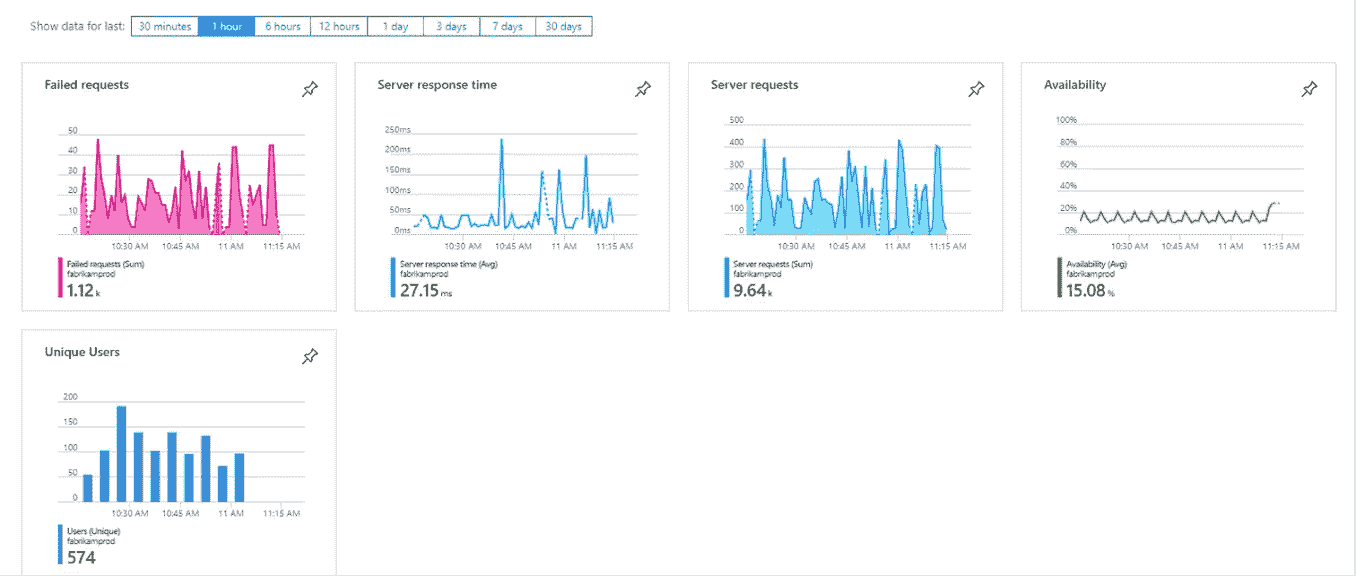 Show data for last: 30 minutes 1 hour 6 hours 12 hours 1 day 3 days 7 days 30 days
Failed requests
50
40
30
20
10
0
10:30 AM 10:45 AM 11 AM 11:15 AM
Failed requests (Sum)
fabrikamprod
1.12 k
Server response time
250ms
200ms
150ms
100ms
50ms
0ms
10:30 AM 10:45 AM 11 AM 11:15 AM
Server response time (Avg)
fabrikamprod
27.15 ms
Server requests
500
400
300
200
100
0
10:30 AM 10:45 AM 11 AM 11:15 AM
Server requests (Sum)
fabrikamprod
9.64 k
Availability
100%
80%
60%
40%
20%
0%
10:30 AM 10:45 AM 11 AM 11:15 AM
Availability (Avg)
fabrikamprod
15.08 %
Unique Users
200
150
100
50
0
10:30 AM 10:45 AM 11 AM 11:15 AM
Users (Unique)
fabrikamprod
574